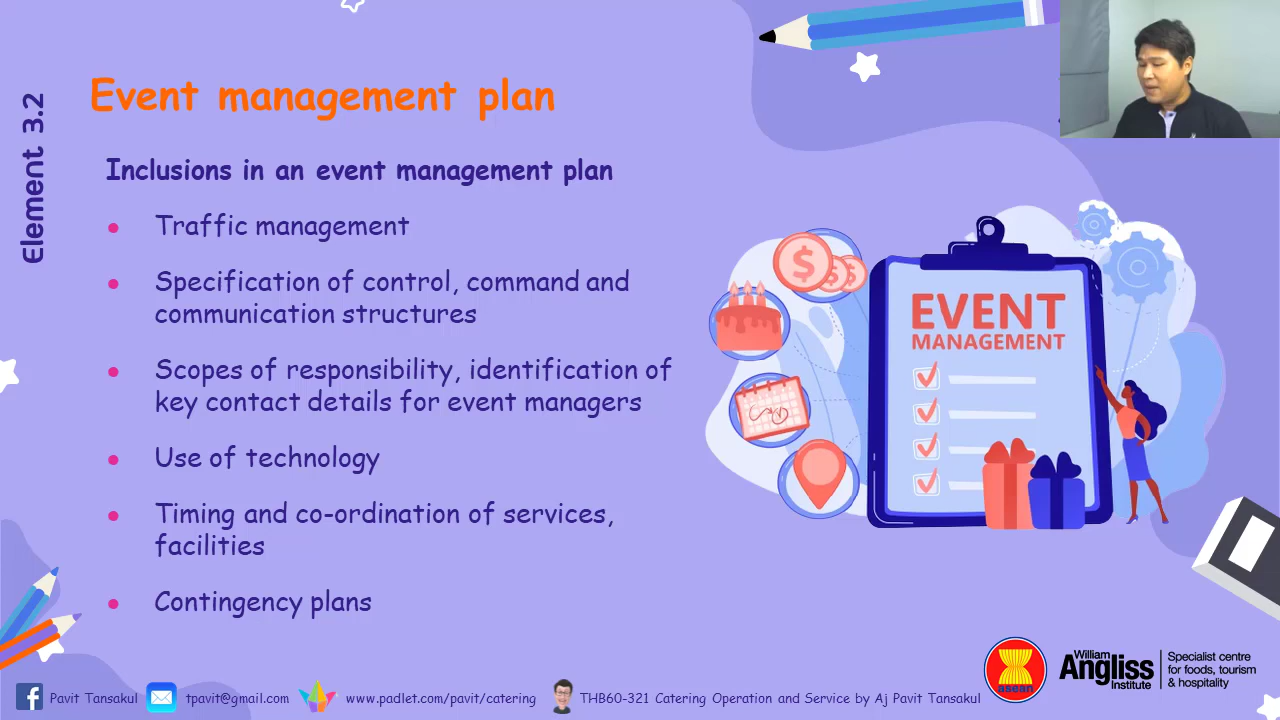 Element 3.2
Event management plan
Inclusions in an event management plan
Traffic management
Specification of control, command and
communication structures
Scopes of responsibility, identification of
key contact details for event managers
Use of technology
Timing and co-ordination of services,
facilities
Contingency plans
EVENT
MANAGEMENT
Pavit Tansakul
tpavit@gmail.com
www.padlet.com/pavit/catering
THB60-321 Catering Operation and Service by Aj Pavit Tansakul
asean
William
Angliss
Institute
Specialist centre
for foods, tourism
& hospitality